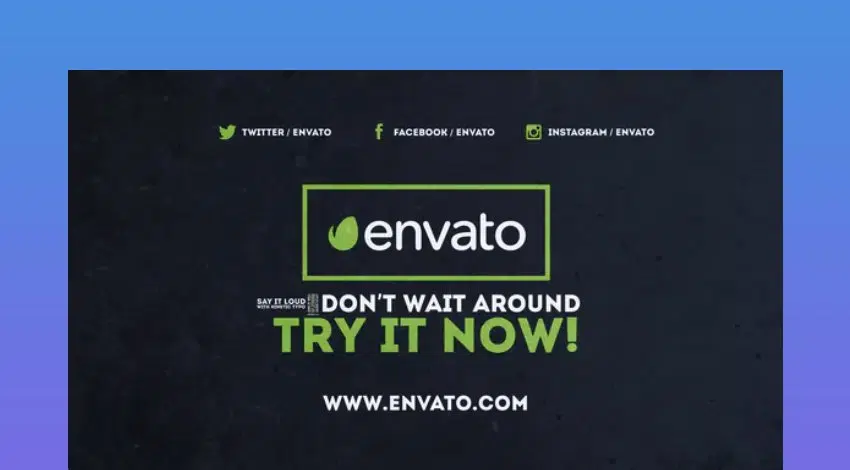 TWITTER / ENVATO
FACEBOOK / ENVATO
INSTAGRAM / ENVATO
envato
SAY IT LOUD
WITH KINETIC TYPO
DON'T WAIT AROUND
TRY IT NOW!
WWW.ENVATO.COM